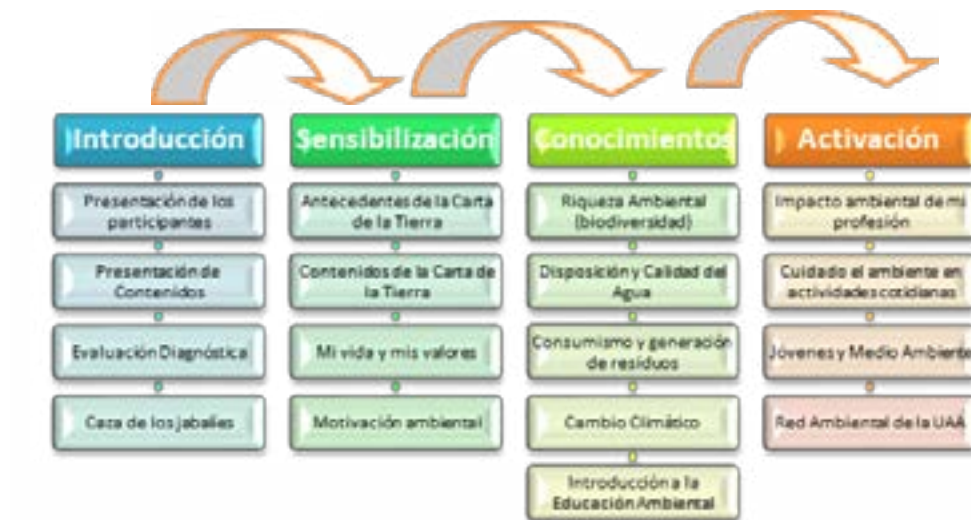 Introducción
Presentación de los
participantes
Presentación de
Contenidos
Evaluación Diagnóstica
Caza de los jabalíes
Sensibilización
Antecedentes de la Carta
de la Tierra
Contenidos de la Carta de
la Tierra
Mi vida y mis valores
Motivación ambiental
Conocimientos
Riqueza Ambiental
(biodiversidad)
Disposición y Calidad del
Agua
Consumismo y generación
de residuos
Cambio Climático
Introducción a la
Educación Ambiental
Activación
Impacto ambiental de mi
profesión
Cuidado el ambiente en
actividades cotidianas
Jóvenes y Medio Ambiente
Red Ambiental de la UAA